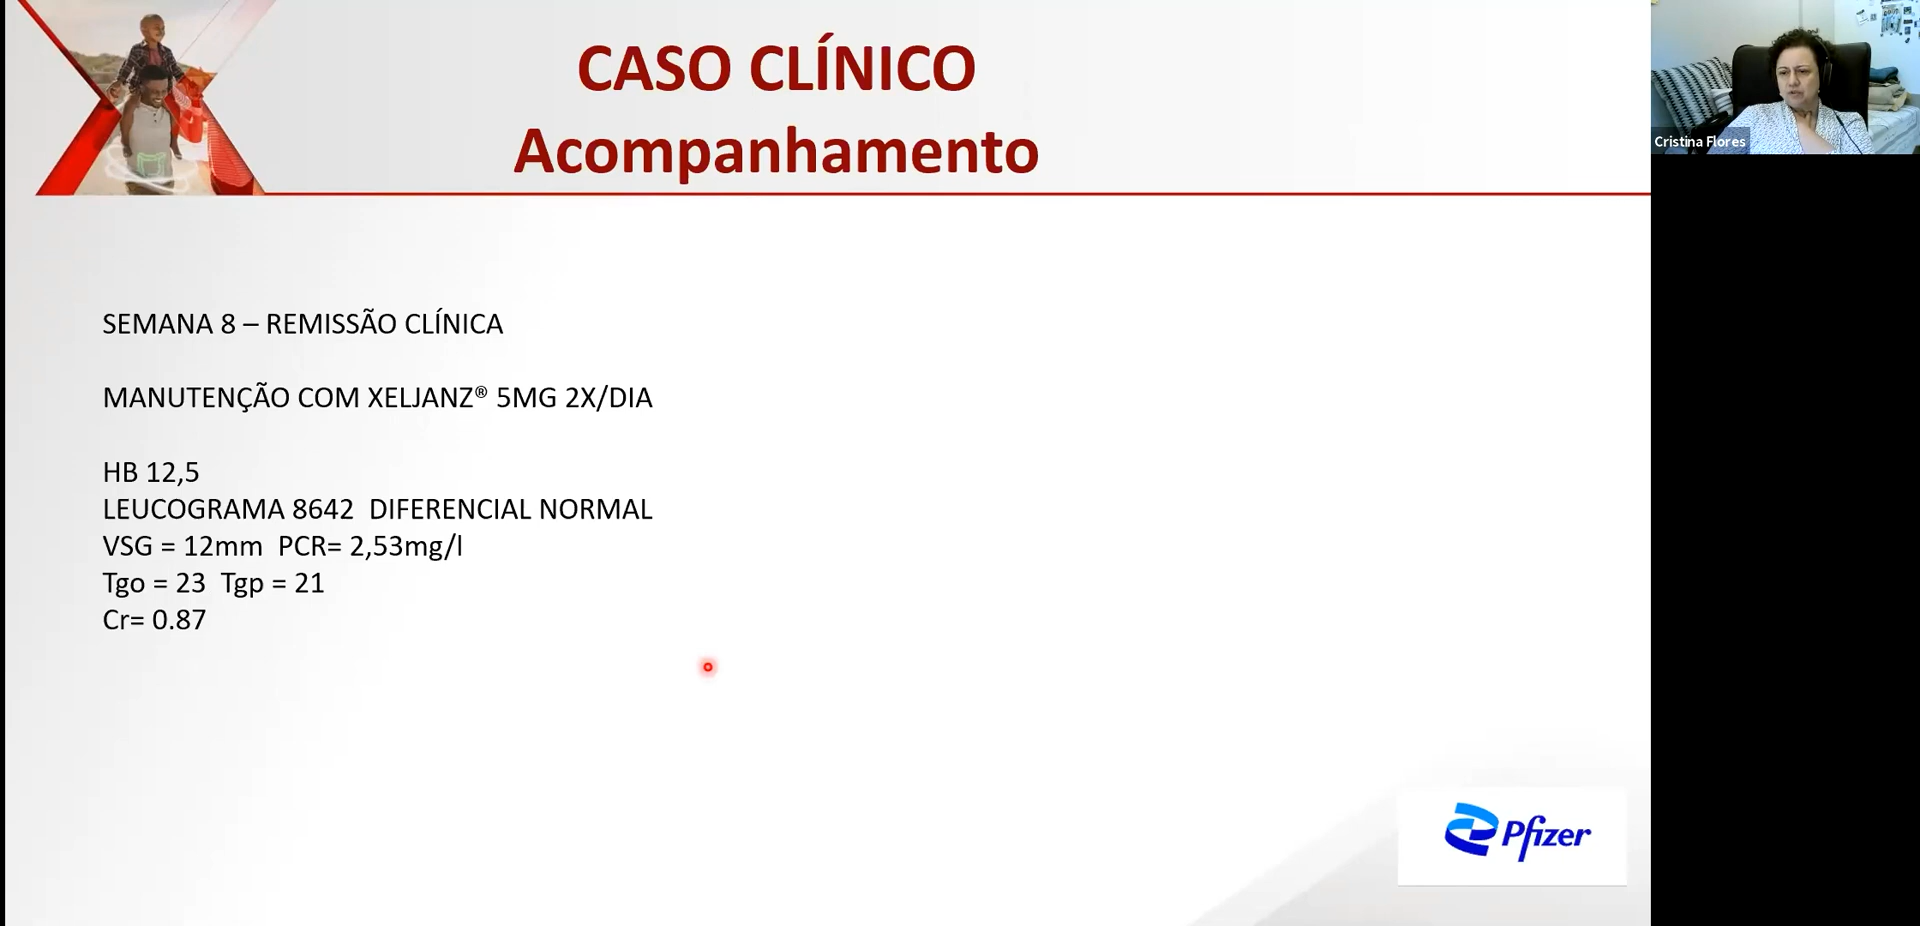 CASO CLÍNICO
Acompanhamento
Cristina Flores
SEMANA 8 – REMISSÃO CLÍNICA
MANUTENÇÃO COM XELJANZ® 5MG 2X/DIA
HB 12,5
LEUCOGRAMA 8642  DIFERENCIAL NORMAL
VSG = 12mm  PCR= 2,53mg/l
Tgo = 23  Tgp = 21
Cr= 0.87
Pfizer